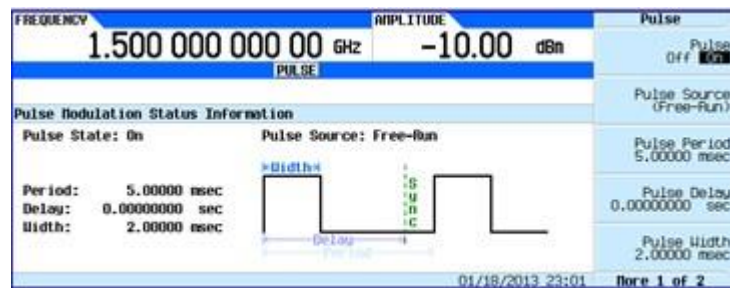 FREQUENCY
AMPLITUDE
1.500 000 000 00 GHz
-10.00 dBm
PULSE
Pulse Modulation Status Information
Pulse State: On
Pulse Source: Free-Run
Width
Period: 5.00000 msec
Delay: 0.00000000 sec
Width: 2.00000 msec
Sync
Delay
Period
01/18/2013 23:01
Pulse
Pulse
Off On
Pulse Source
(Free-Run)
Pulse Period
5.00000 msec
Pulse Delay
0.00000000 sec
Pulse Width
2.00000 msec
More 1 of 2